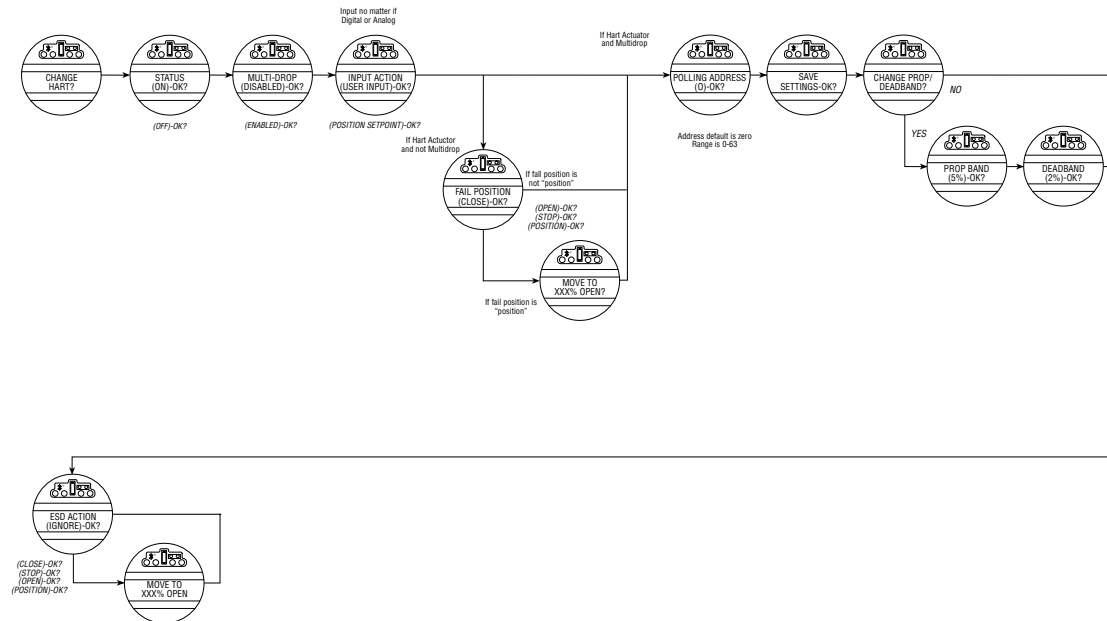 Input no matter if
Digital or Analog
CHANGE
HART?
STATUS
(ON)-OK?
(OFF)-OK?
MULTI-DROP
(DISABLED)-OK?
(ENABLED)-OK?
INPUT ACTION
(USER INPUT)-OK?
(POSITION SETPOINT)-OK?
If Hart Actuctor
and not Multidrop
FAIL POSITION
(CLOSE)-OK?
If fall position is
not "position"
(OPEN)-OK?
(STOP)-OK?
(POSITION)-OK?
If fail position is
"position"
MOVE TO
XXX% OPEN?
If Hart Actuator
and Multidrop
POLLING ADDRESS
(O)-OK?
Address default is zero
Range is 0-63
SAVE
SETTINGS-OK?
CHANGE PROP/
DEADBAND?
NO
YES
PROP BAND
(5%)-OK?
DEADBAND
(2%)-OK?
ESD ACTION
(IGNORE)-OK?
(CLOSE)-OK?
(STOP)-OK?
(OPEN)-OK?
(POSITION)-OK?
MOVE TO
XXX% OPEN